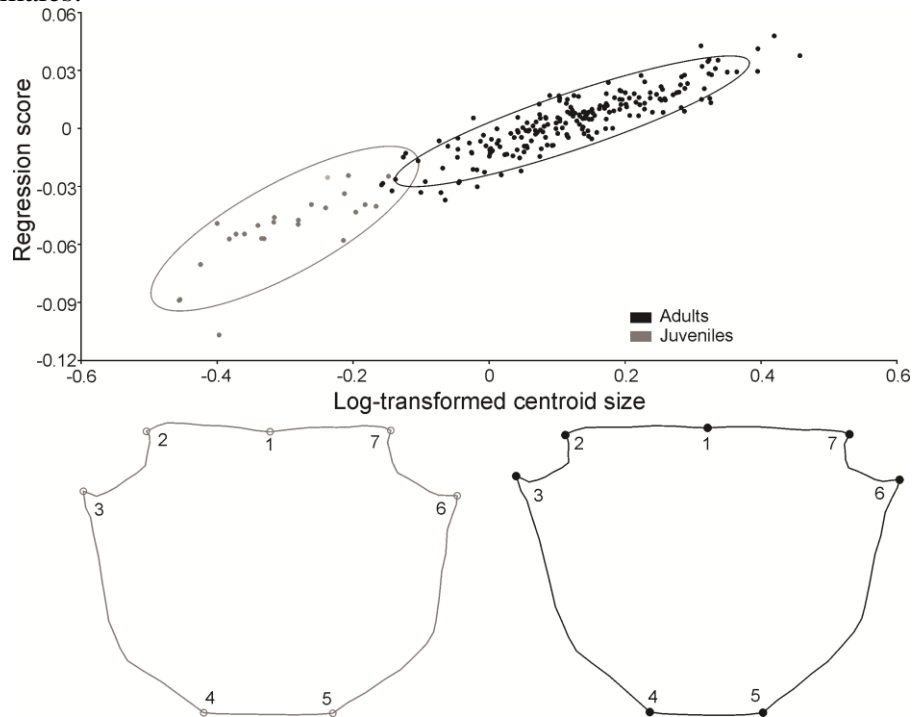 males.
0.06
0.03
0
-0.03
-0.06
-0.09
-0.12
Regression score
Adults
Juveniles
-0.6 -0.4 -0.2 0 0.2 0.4 0.6
Log-transformed centroid size
2 1 7
3 6
4 5
2 1 7
3 6
4 5